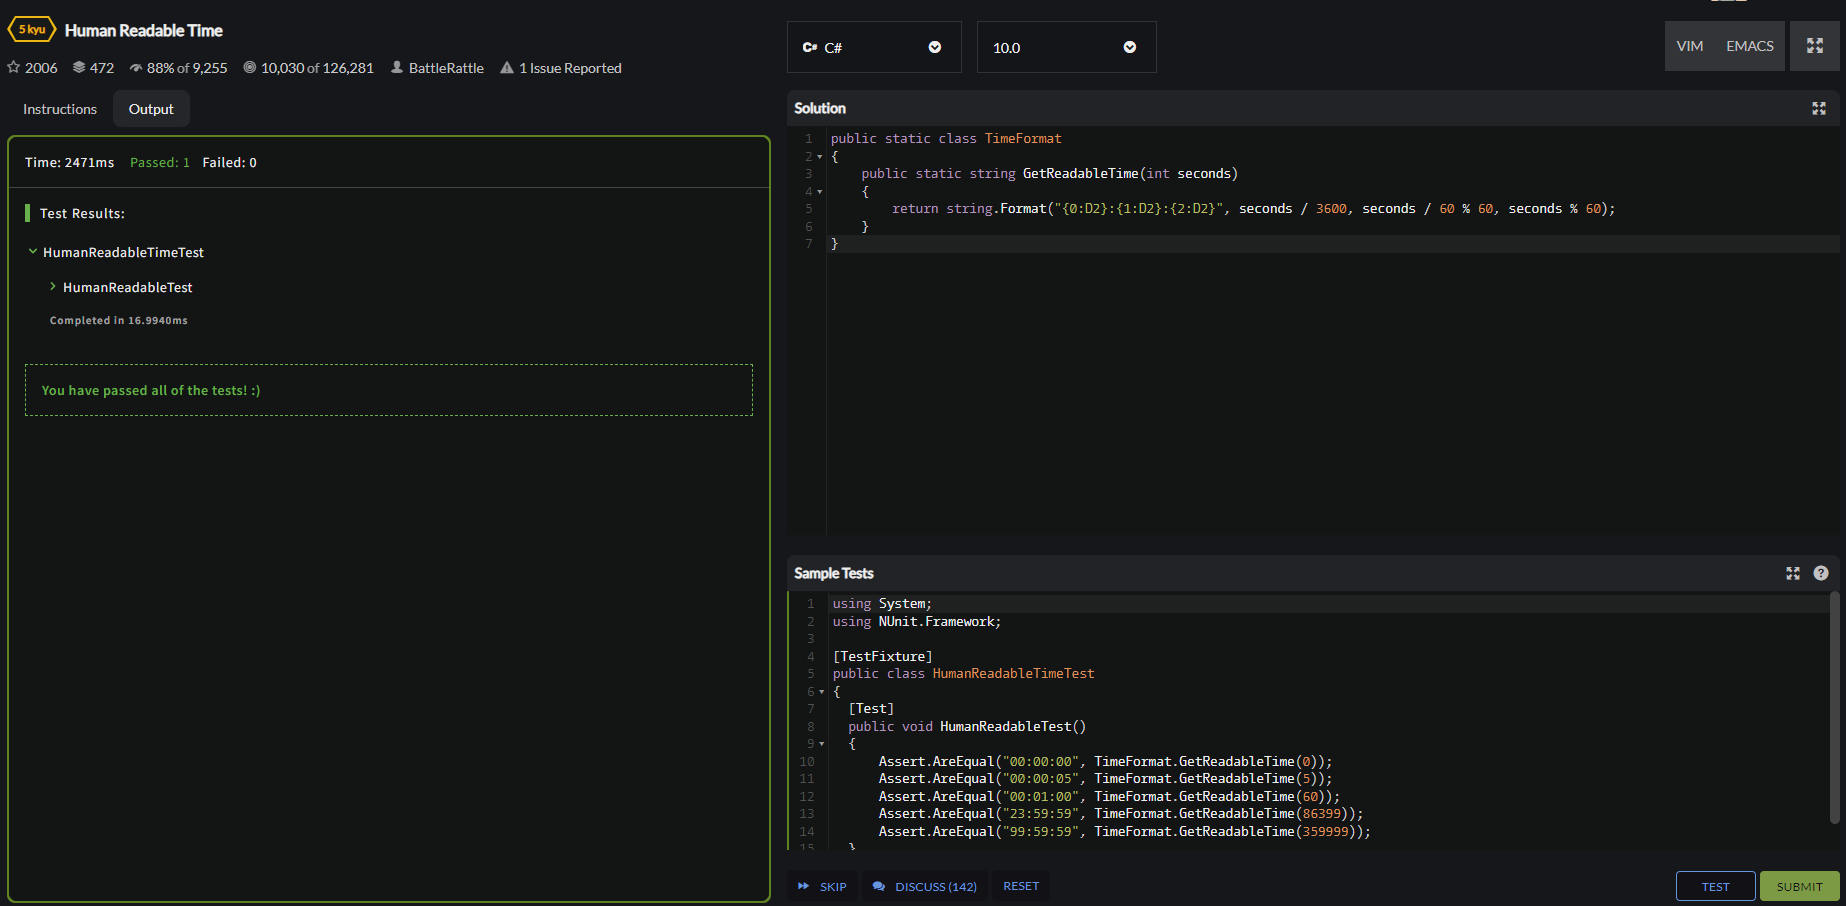 5 kyu Human Readable Time
2006 472 88% of 9,255 10,030 of 126,281 BattleRattle 1 Issue Reported
Instructions Output
Time: 2471ms Passed: 1 Failed: 0
Test Results:
HumanReadableTimeTest
HumanReadableTest
Completed in 16.9940ms
You have passed all of the tests! :)
C# C# 10.0 VIM EMACS
Solution
1 public static class TimeFormat
2 {
3 public static string GetReadableTime(int seconds)
4 {
5 return string.Format("{0:D2}:{1:D2}:{2:D2}", seconds / 3600, seconds / 60 % 60, seconds % 60);
6 }
7 }
Sample Tests ?
1 using System;
2 using NUnit.Framework;
3
4 [TestFixture]
5 public class HumanReadableTimeTest
6 {
7 [Test]
8 public void HumanReadableTest()
9 {
10 Assert.AreEqual("00:00:00", TimeFormat.GetReadableTime(0));
11 Assert.AreEqual("00:00:05", TimeFormat.GetReadableTime(5));
12 Assert.AreEqual("00:01:00", TimeFormat.GetReadableTime(60));
13 Assert.AreEqual("23:59:59", TimeFormat.GetReadableTime(86399));
14 Assert.AreEqual("99:59:59", TimeFormat.GetReadableTime(359999));
15 }
SKIP DISCUSS (142) RESET TEST SUBMIT